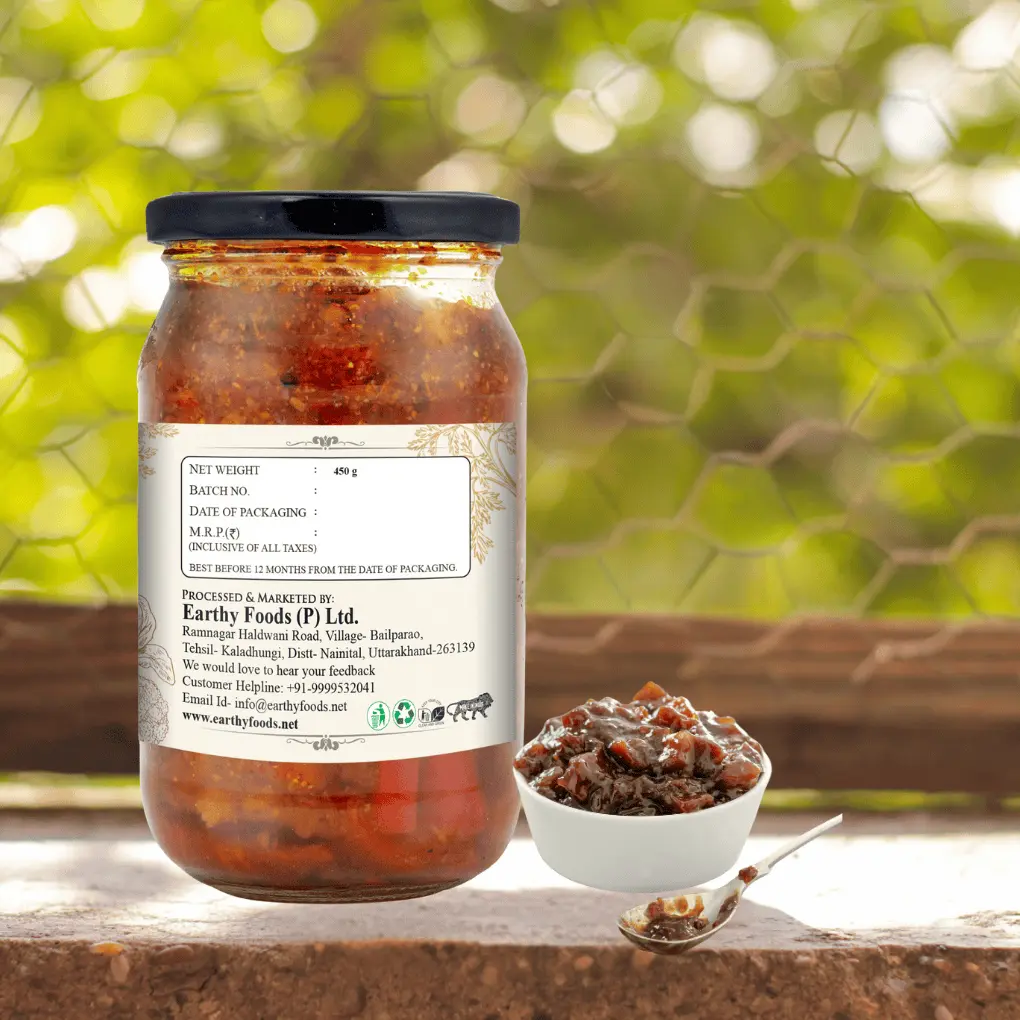 NET WEIGHT : 450 g
BATCH NO. :
DATE OF PACKAGING :
M.R.P.(₹) :
(INCLUSIVE OF ALL TAXES)
BEST BEFORE 12 MONTHS FROM THE DATE OF PACKAGING.
PROCESSED & MARKETED BY:
Earthy Foods (P) Ltd.
Ramnagar Haldwani Road, Village- Bailparao,
Tehsil- Kaladhungi, Distt- Nainital, Uttarakhand-263139
We would love to hear your feedback
Customer Helpline: +91-9999532041
Email Id- info@earthyfoods.net
www.earthyfoods.net